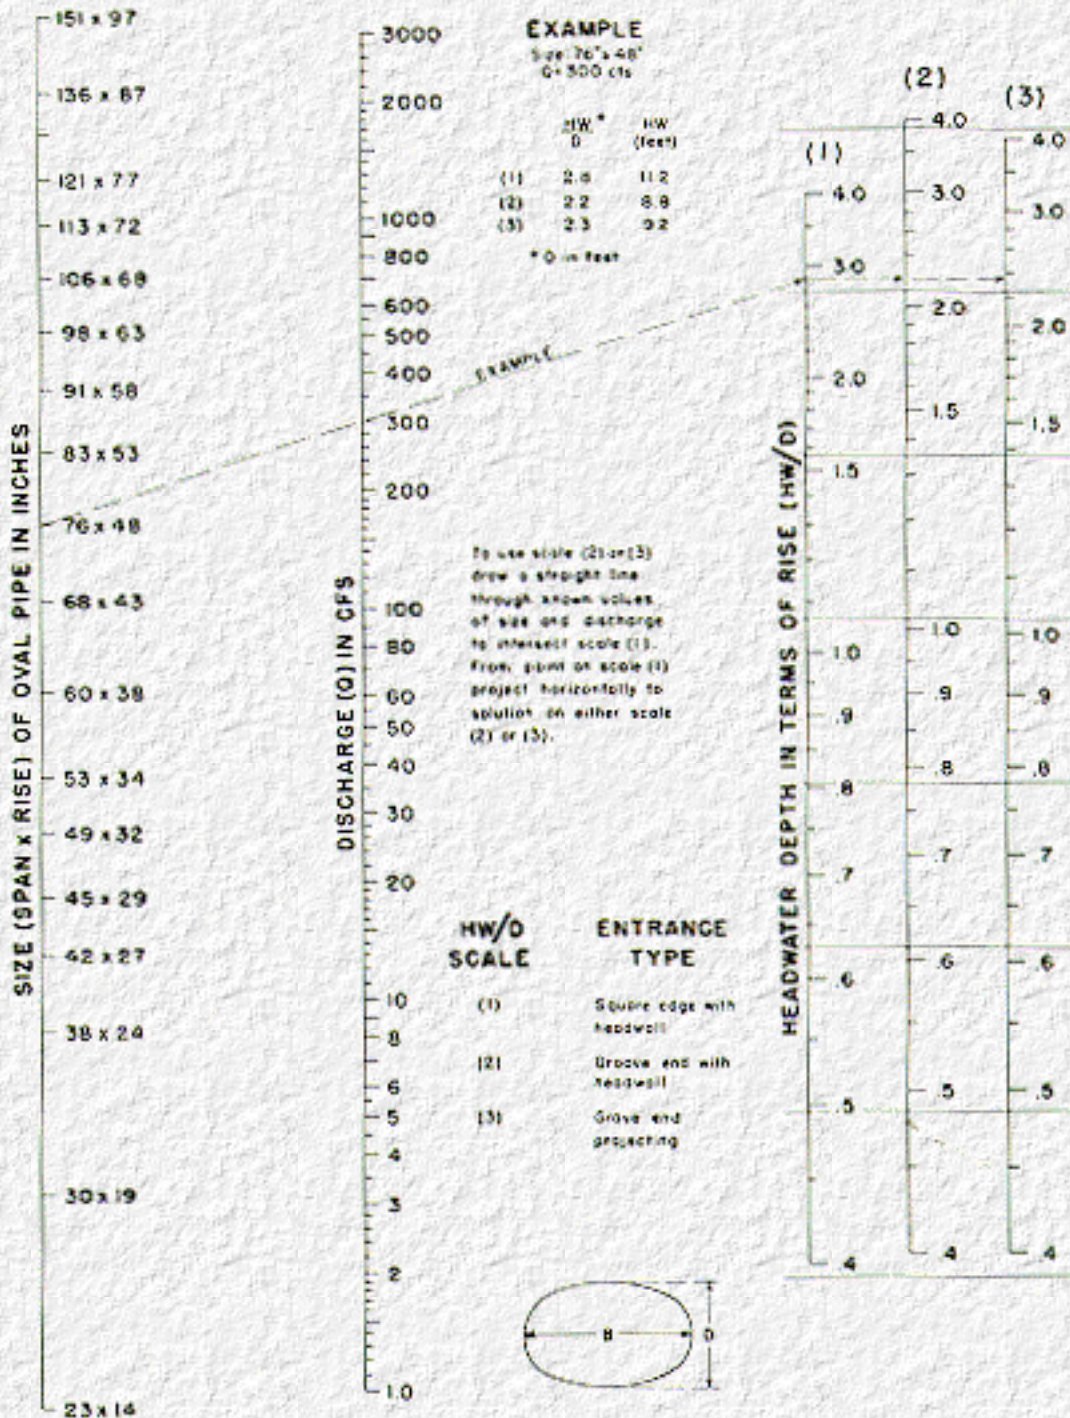 SIZE (SPAN x RISE) OF OVAL PIPE IN INCHES
151 x 97
136 x 87
121 x 77
113 x 72
106 x 68
98 x 63
91 x 58
83 x 53
76 x 48
68 x 43
60 x 38
53 x 34
49 x 32
45 x 29
42 x 27
38 x 24
30 x 19
23 x 14
DISCHARGE (Q) IN CFS
3000
2000
1000
800
600
500
400
300
200
100
80
60
50
40
30
20
10
8
6
5
4
3
2
1.0
EXAMPLE
Size: 76" x 48"
Q = 300 cfs
HW * HW
D (feet)
(1) 2.8 11.2
(2) 2.2 8.8
(3) 2.3 9.2
* D in feet
EXAMPLE
To use scale (2) or (3)
draw a straight line
through known values
of size and discharge
to intersect scale (1).
From point on scale (1)
project horizontally to
solution on either scale
(2) or (3).
HW/D ENTRANCE
SCALE TYPE
(1) Square edge with
headwall
(2) Groove end with
headwall
(3) Grove end
projecting
B
D
HEADWATER DEPTH IN TERMS OF RISE (HW/D)
(1)
4.0
3.0
2.0
1.5
1.0
.9
.8
.7
.6
.5
.4
(2)
4.0
3.0
2.0
1.5
1.0
.9
.8
.7
.6
.5
.4
(3)
4.0
3.0
2.0
1.5
1.0
.9
.8
.7
.6
.5
.4